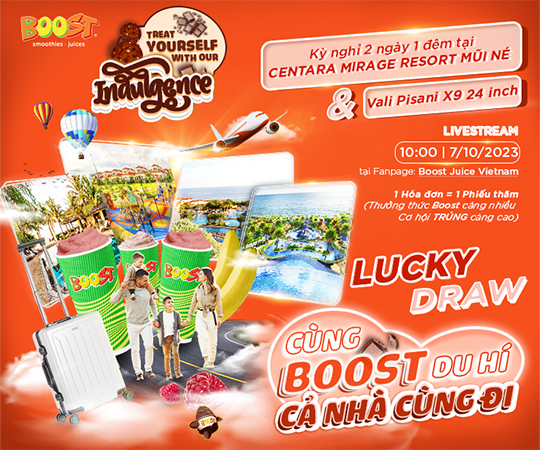 BOOST
smoothies · juices
TREAT
YOURSELF
WITH OUR
Indulgence
Kỳ nghỉ 2 ngày 1 đêm tại
CENTARA MIRAGE RESORT MŨI NÉ
&
Vali Pisani X9 24 inch
LIVESTREAM
10:00 | 7/10/2023
tại Fanpage: Boost Juice Vietnam
1 Hóa đơn = 1 Phiếu thăm
(Thưởng thức Boost càng nhiều
Cơ hội TRÚNG càng cao)
BOOST
BOOST
BOOST
LUCKY
DRAW
CÙNG
BOOST DU HÍ
CẢ NHÀ CÙNG ĐI